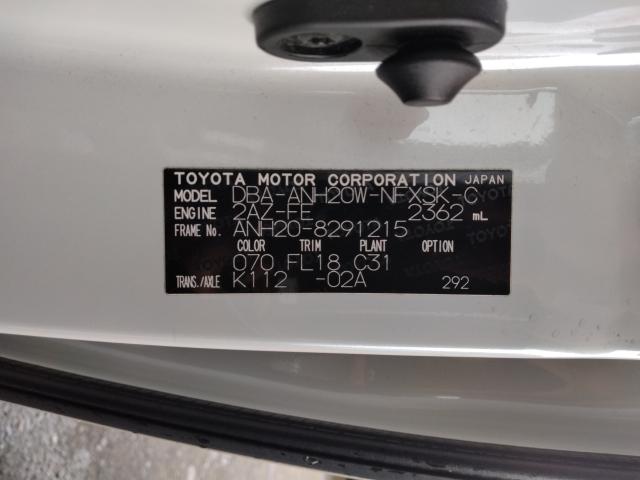 TOYOTA MOTOR CORPORATION JAPAN
MODEL DBA-ANH20W-NFXSK-C
ENGINE 2AZ-FE 2362 mL
FRAME NO. ANH20-8291215
COLOR TRIM PLANT OPTION
070 FL18 C31
TRANS./AXLE K112 -02A 292